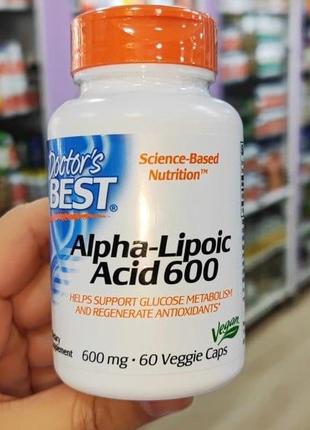 Doctor's
BEST®
Science-Based
Nutrition™
Alpha-Lipoic
Acid 600
HELPS SUPPORT GLUCOSE METABOLISM
AND REGENERATE ANTIOXIDANTS*
Vegan
600 mg • 60 Veggie Caps